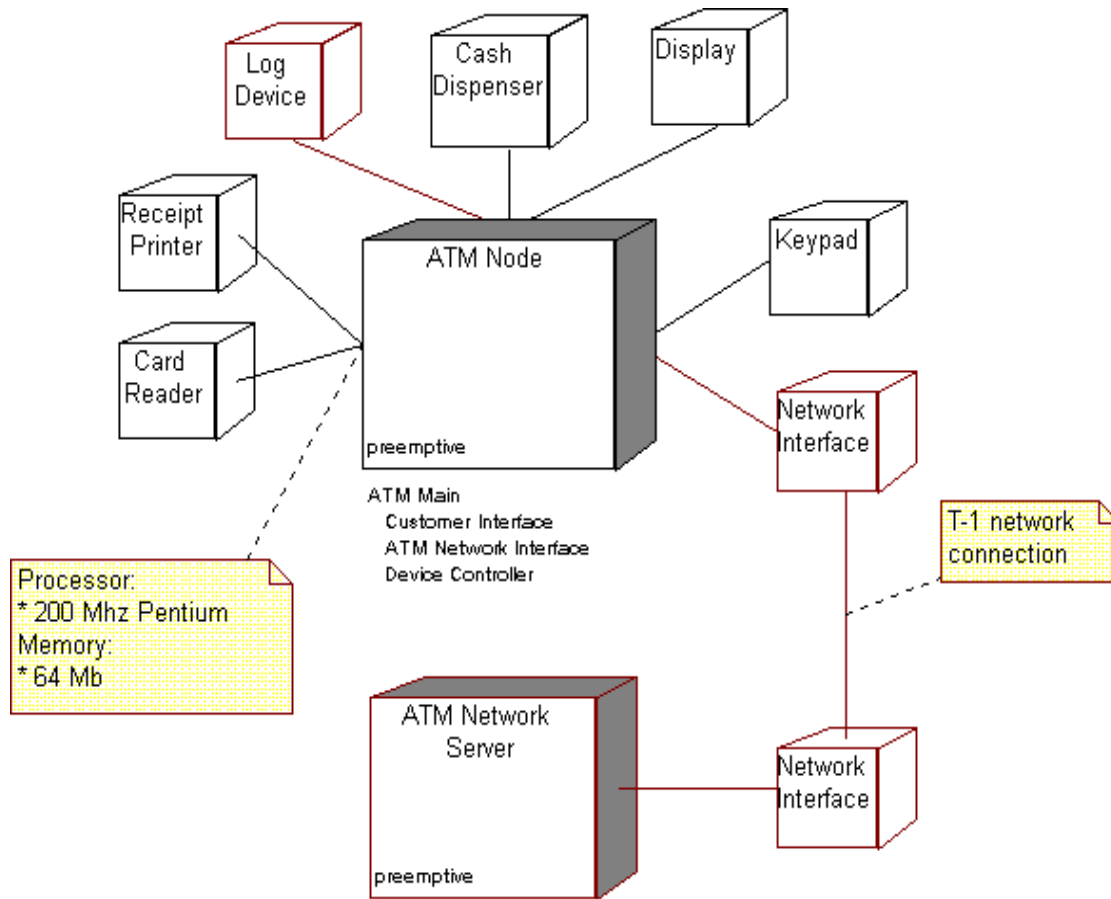 Log
Device
Cash
Dispenser
Display
Receipt
Printer
ATM Node
Keypad
Card
Reader
Network
Interface
preemptive
ATM Main
Customer Interface
ATM Network Interface
Device Controller
T-1 network
connection
Processor:
* 200 Mhz Pentium
Memory:
* 64 Mb
ATM Network
Server
Network
Interface
preemptive